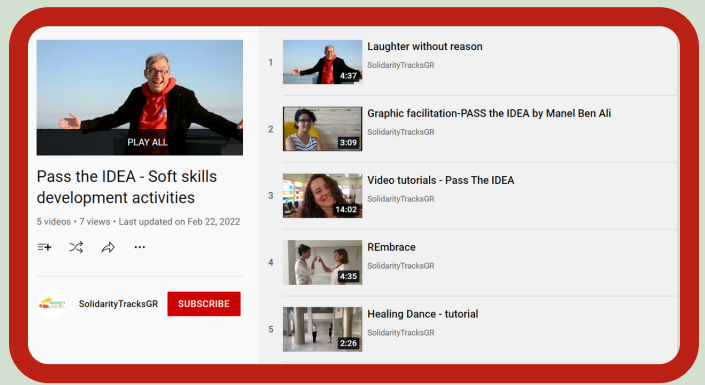 PLAY ALL
Pass the IDEA - Soft skills
development activities
5 videos • 7 views • Last updated on Feb 22, 2022
SolidarityTracksGR
SUBSCRIBE
1
4:37
Laughter without reason
SolidarityTracksGR
2
3:09
Graphic facilitation-PASS the IDEA by Manel Ben Ali
SolidarityTracksGR
3
14:02
Video tutorials - Pass The IDEA
SolidarityTracksGR
4
4:35
REmbrace
SolidarityTracksGR
5
2:26
Healing Dance - tutorial
SolidarityTracksGR